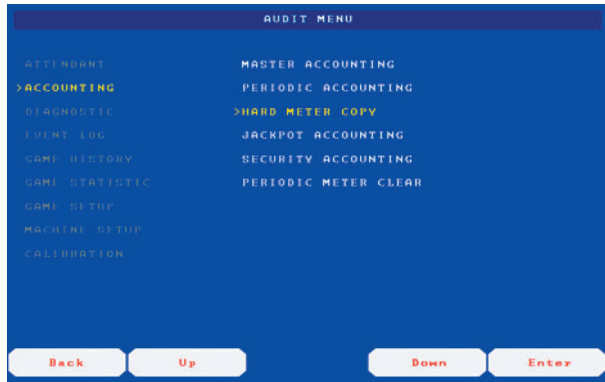 AUDIT MENU
ATTENDANT
MASTER ACCOUNTING
>ACCOUNTING
PERIODIC ACCOUNTING
DIAGNOSTIC
>HARD METER COPY
EVENT LOG
JACKPOT ACCOUNTING
GAME HISTORY
SECURITY ACCOUNTING
GAME STATISTIC
PERIODIC METER CLEAR
GAME SETUP
MACHINE SETUP
CALIBRATION
Back
Up
Down
Enter